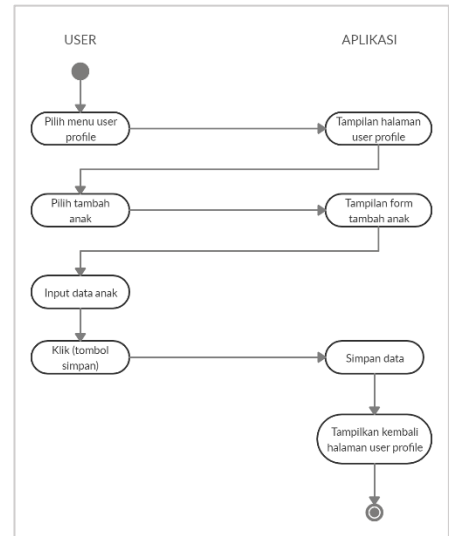 USER
APLIKASI
Pilih menu user
profile
Tampilan halaman
user profile
Pilih tambah
anak
Tampilan form
tambah anak
Input data anak
Klik (tombol
simpan)
Simpan data
Tampilkan kembali
halaman user profile